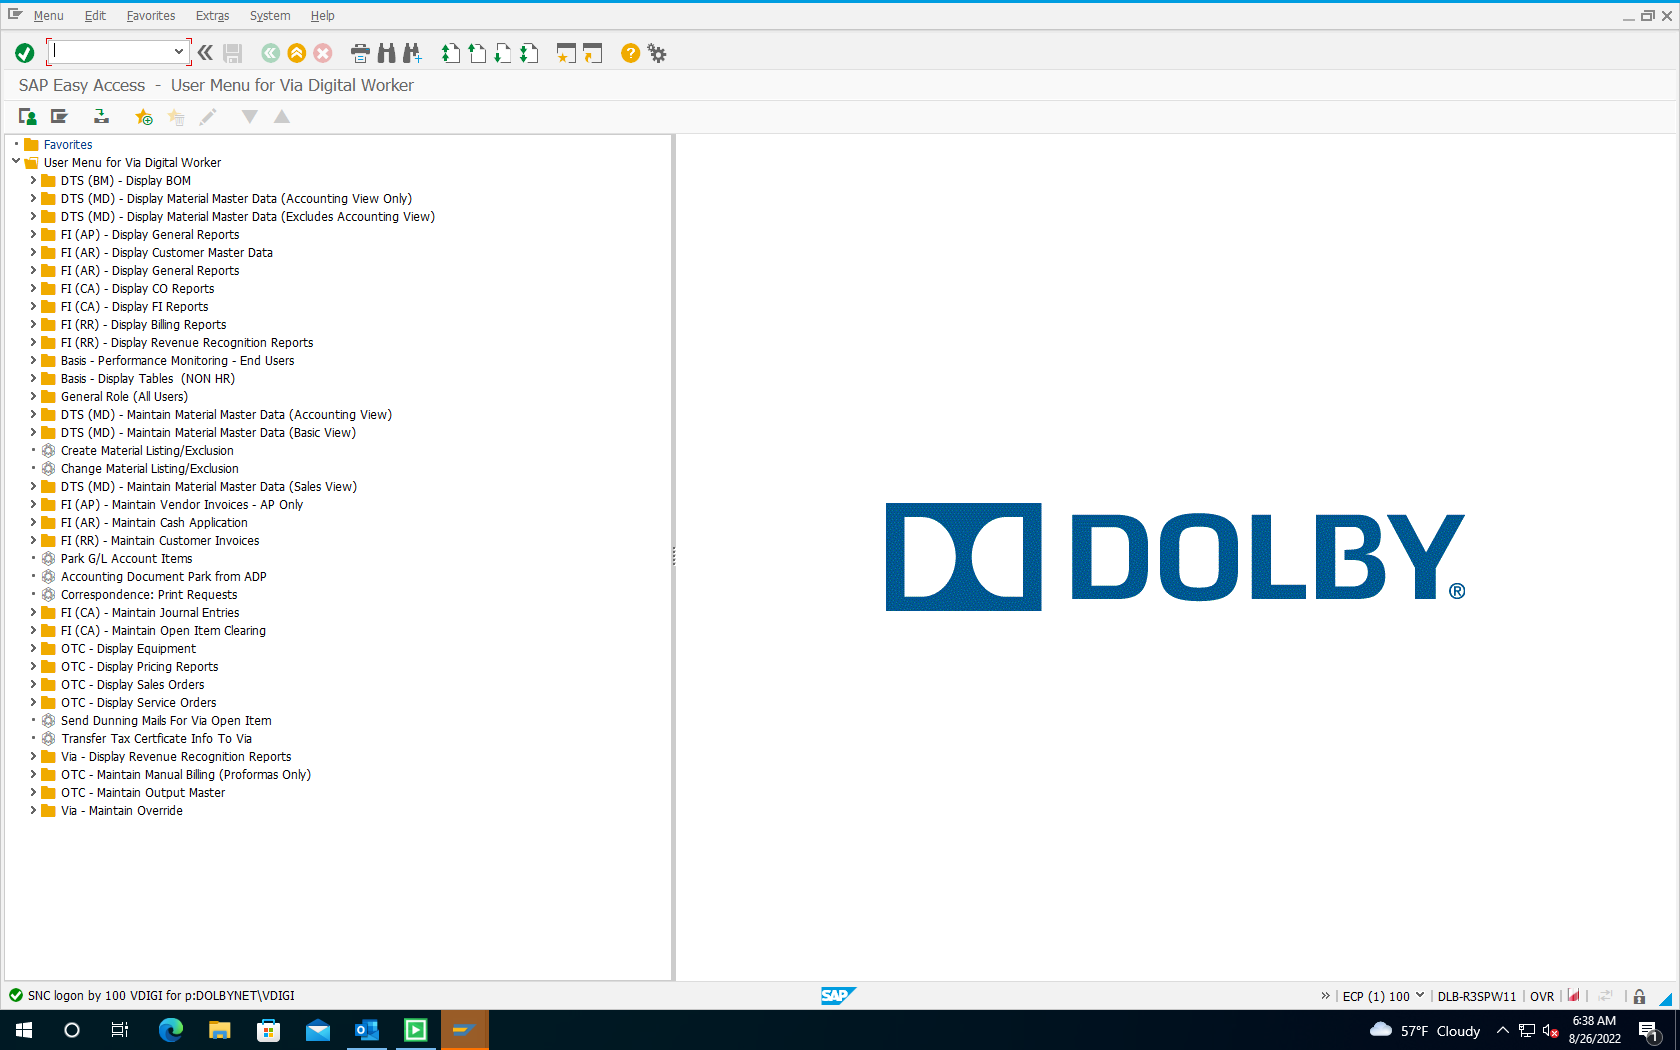 Menu Edit Favorites Extras System Help
SAP Easy Access - User Menu for Via Digital Worker
Favorites
User Menu for Via Digital Worker
DTS (BM) - Display BOM
DTS (MD) - Display Material Master Data (Accounting View Only)
DTS (MD) - Display Material Master Data (Excludes Accounting View)
FI (AP) - Display General Reports
FI (AR) - Display Customer Master Data
FI (AR) - Display General Reports
FI (CA) - Display CO Reports
FI (CA) - Display FI Reports
FI (RR) - Display Billing Reports
FI (RR) - Display Revenue Recognition Reports
Basis - Performance Monitoring - End Users
Basis - Display Tables (NON HR)
General Role (All Users)
DTS (MD) - Maintain Material Master Data (Accounting View)
DTS (MD) - Maintain Material Master Data (Basic View)
Create Material Listing/Exclusion
Change Material Listing/Exclusion
DTS (MD) - Maintain Material Master Data (Sales View)
FI (AP) - Maintain Vendor Invoices - AP Only
FI (AR) - Maintain Cash Application
FI (RR) - Maintain Customer Invoices
Park G/L Account Items
Accounting Document Park from ADP
Correspondence: Print Requests
FI (CA) - Maintain Journal Entries
FI (CA) - Maintain Open Item Clearing
OTC - Display Equipment
OTC - Display Pricing Reports
OTC - Display Sales Orders
OTC - Display Service Orders
Send Dunning Mails For Via Open Item
Transfer Tax Certficate Info To Via
Via - Display Revenue Recognition Reports
OTC - Maintain Manual Billing (Proformas Only)
OTC - Maintain Output Master
Via - Maintain Override
DOLBY®
SNC logon by 100 VDIGI for p:DOLBYNET\VDIGI
SAP
ECP (1) 100 DLB-R3SPW11 OVR
57°F Cloudy
6:38 AM
8/26/2022
1